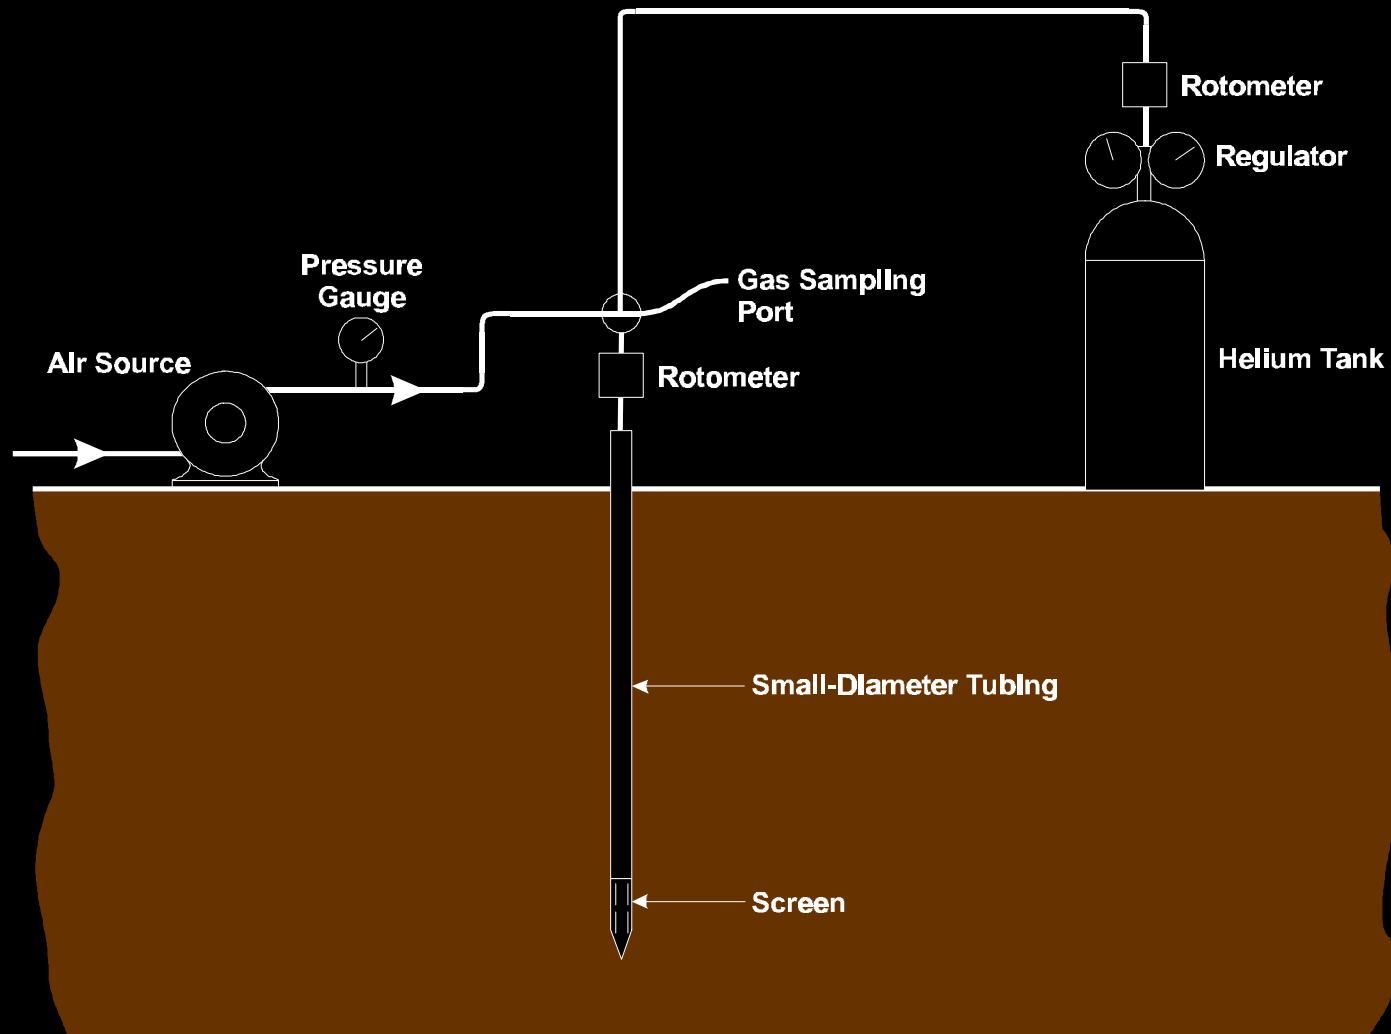 Rotometer
Regulator
Pressure
Gauge
Gas Sampling
Port
Air Source
Rotometer
Helium Tank
Small-Diameter Tubing
Screen